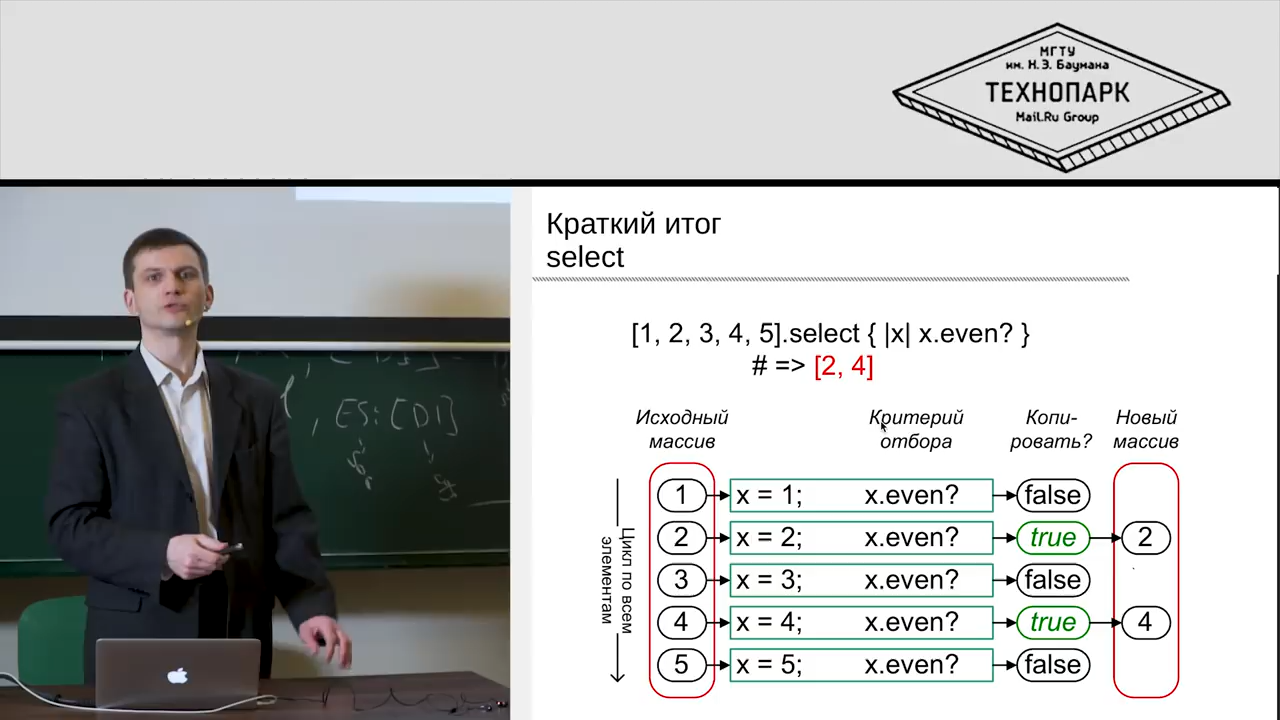 МГТУ
им. Н.Э. Баумана
ТЕХНОПАРК
Mail.Ru Group
Краткий итог
select
[1, 2, 3, 4, 5].select { |x| x.even? }
# => [2, 4]
Исходный массив
Критерий отбора
Копи-
ровать?
Новый массив
Цикл по всем
элементам
1 x = 1; x.even? false
2 x = 2; x.even? true 2
3 x = 3; x.even? false
4 x = 4; x.even? true 4
5 x = 5; x.even? false
, ES: [D1]